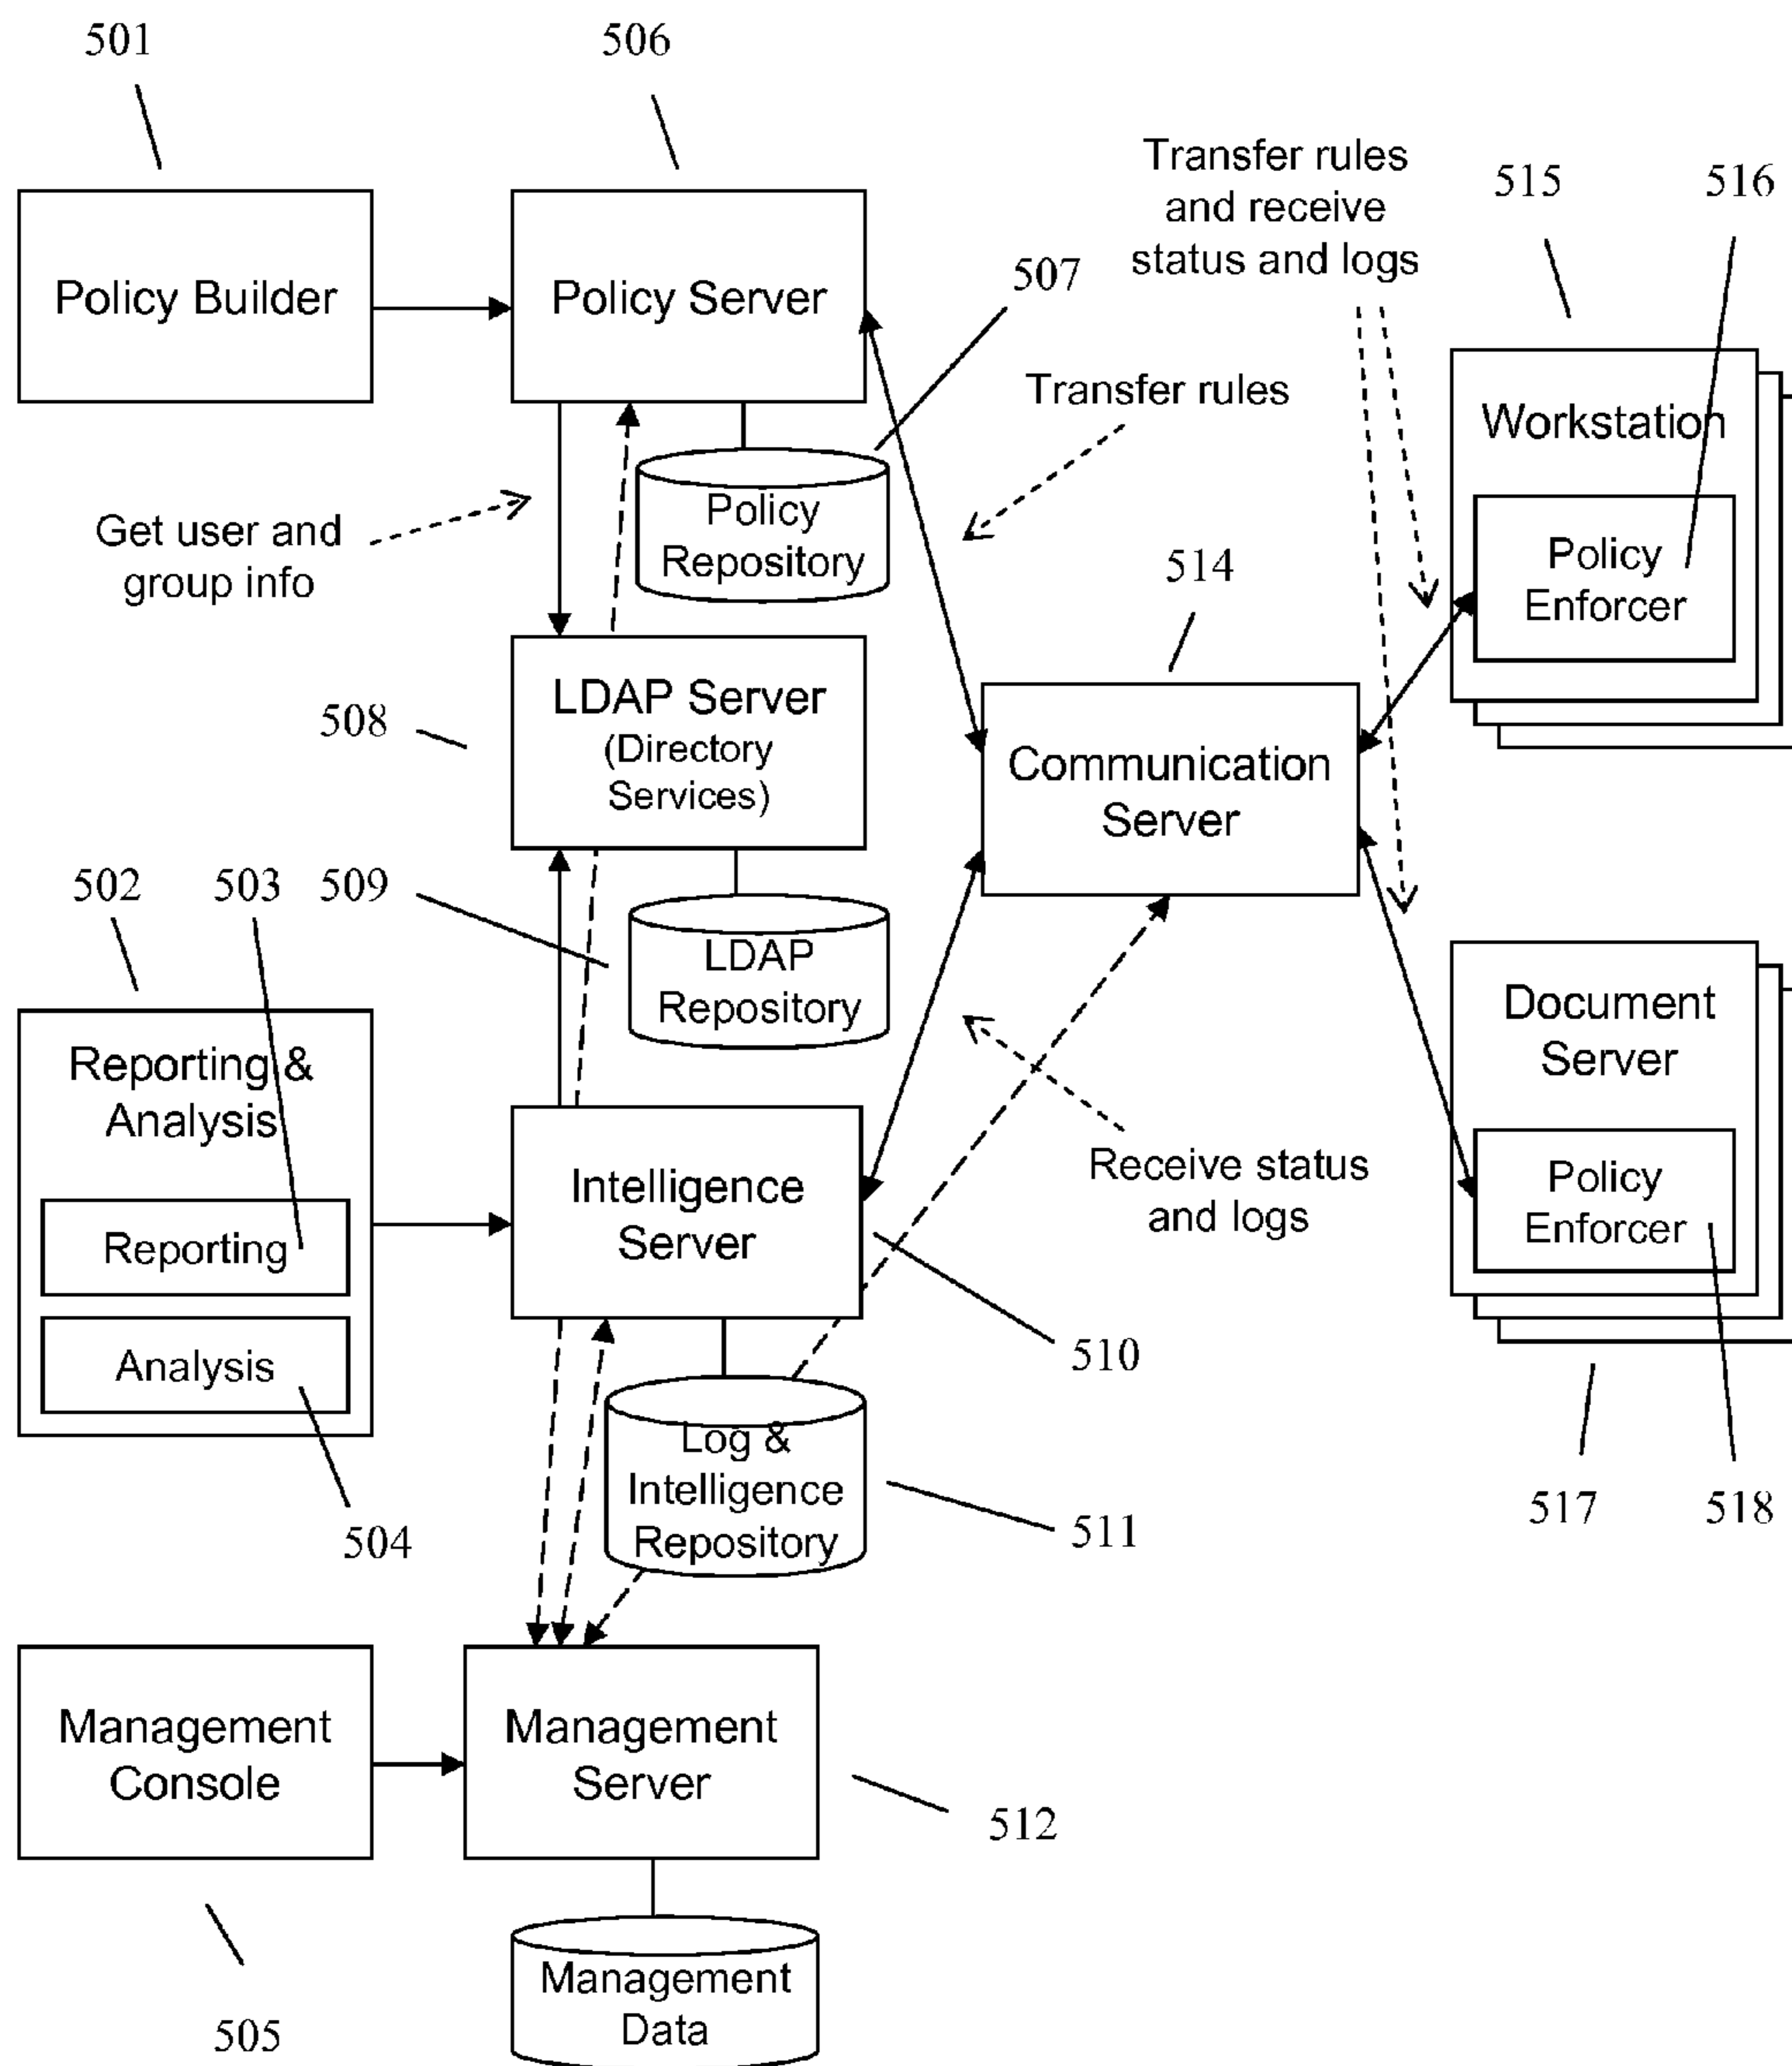 501
506
Transfer rules
and receive
status and logs
515
516
507
Policy Builder
Policy Server
Transfer rules
Workstation
Policy
Enforcer
Get user and
group info
Policy
Repository
514
508
LDAP Server
(Directory
Services)
Communication
Server
502
503
509
LDAP
Repository
Document
Server
Policy
Enforcer
Reporting &
Analysis
Reporting
Analysis
Intelligence
Server
Receive status
and logs
510
Log &
Intelligence
Repository
511
504
517
518
Management
Console
Management
Server
512
505
Management
Data